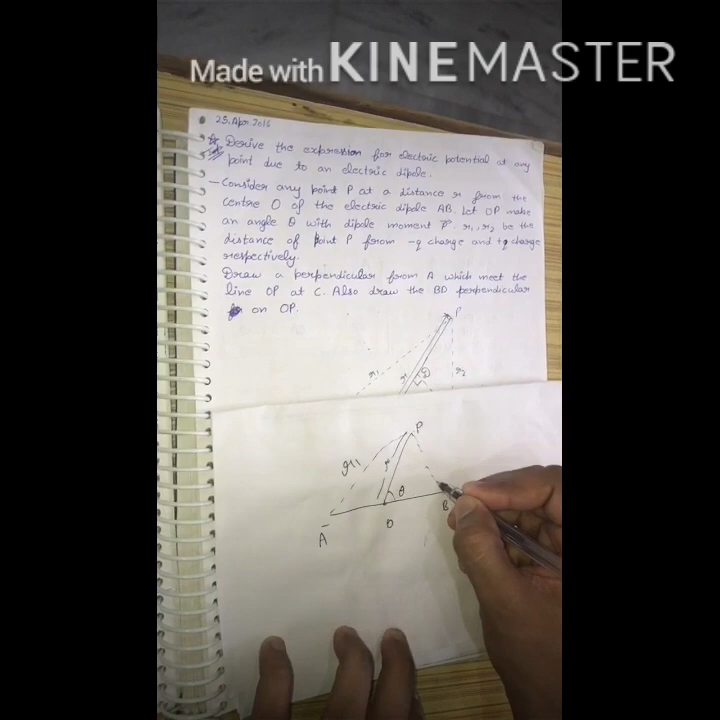 Made with KINEMASTER
23. Apr 2016
Derive the expression for electric potential at any
point due to an electric dipole.
- Consider any point P at a distance r from the
centre O of the electric dipole AB. Let OP make
an angle θ with dipole moment P. r1, r2 be the
distance of point P from -q charge and +q charge
respectively.
Draw a perpendicular from A which meet the
line OP at C. Also draw the BD perpendicular
on OP.
P
r1
r
D
r2
P
r1
r
θ
B
O
-
A